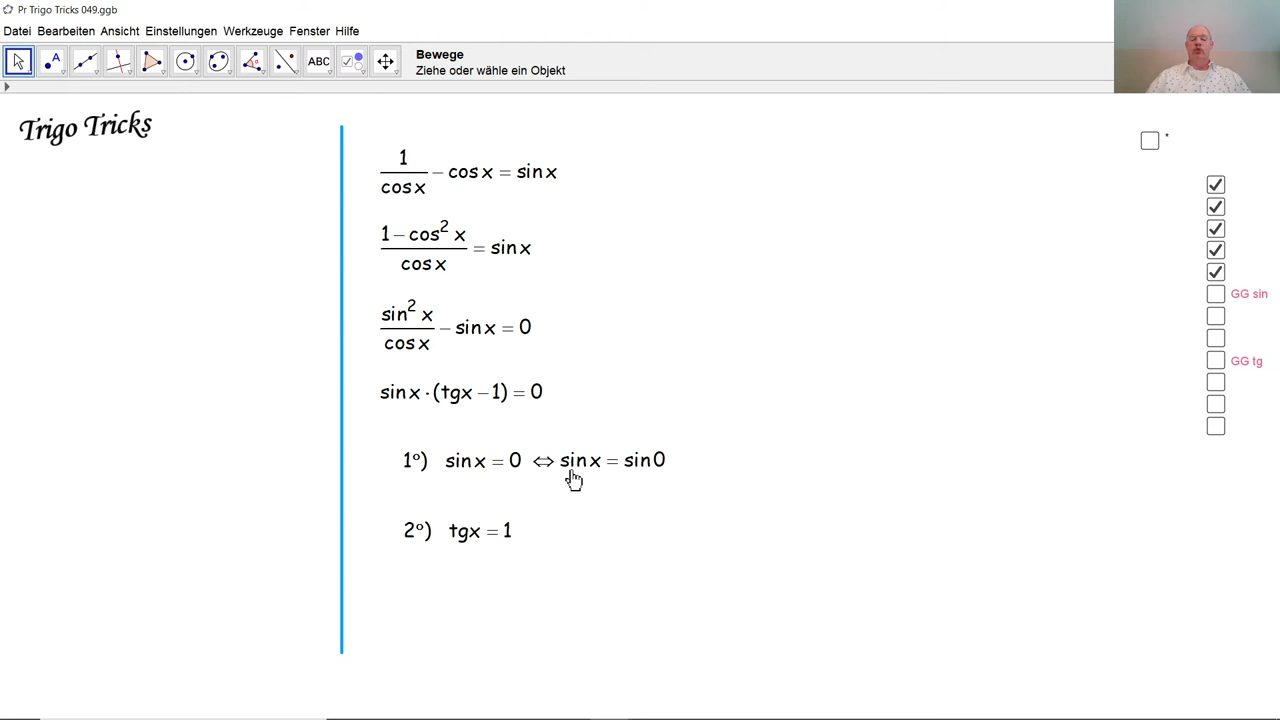 Pr Trigo Tricks 049.ggb
Datei Bearbeiten Ansicht Einstellungen Werkzeuge Fenster Hilfe
ABC
Bewege
Ziehe oder wähle ein Objekt
Trigo Tricks
1/cos x − cos x = sin x
(1 − cos² x)/cos x = sin x
sin² x/cos x − sin x = 0
sin x · (tgx − 1) = 0
1º) sin x = 0 ⇔ sin x = sin 0
2º) tgx = 1
*
GG sin
GG tg